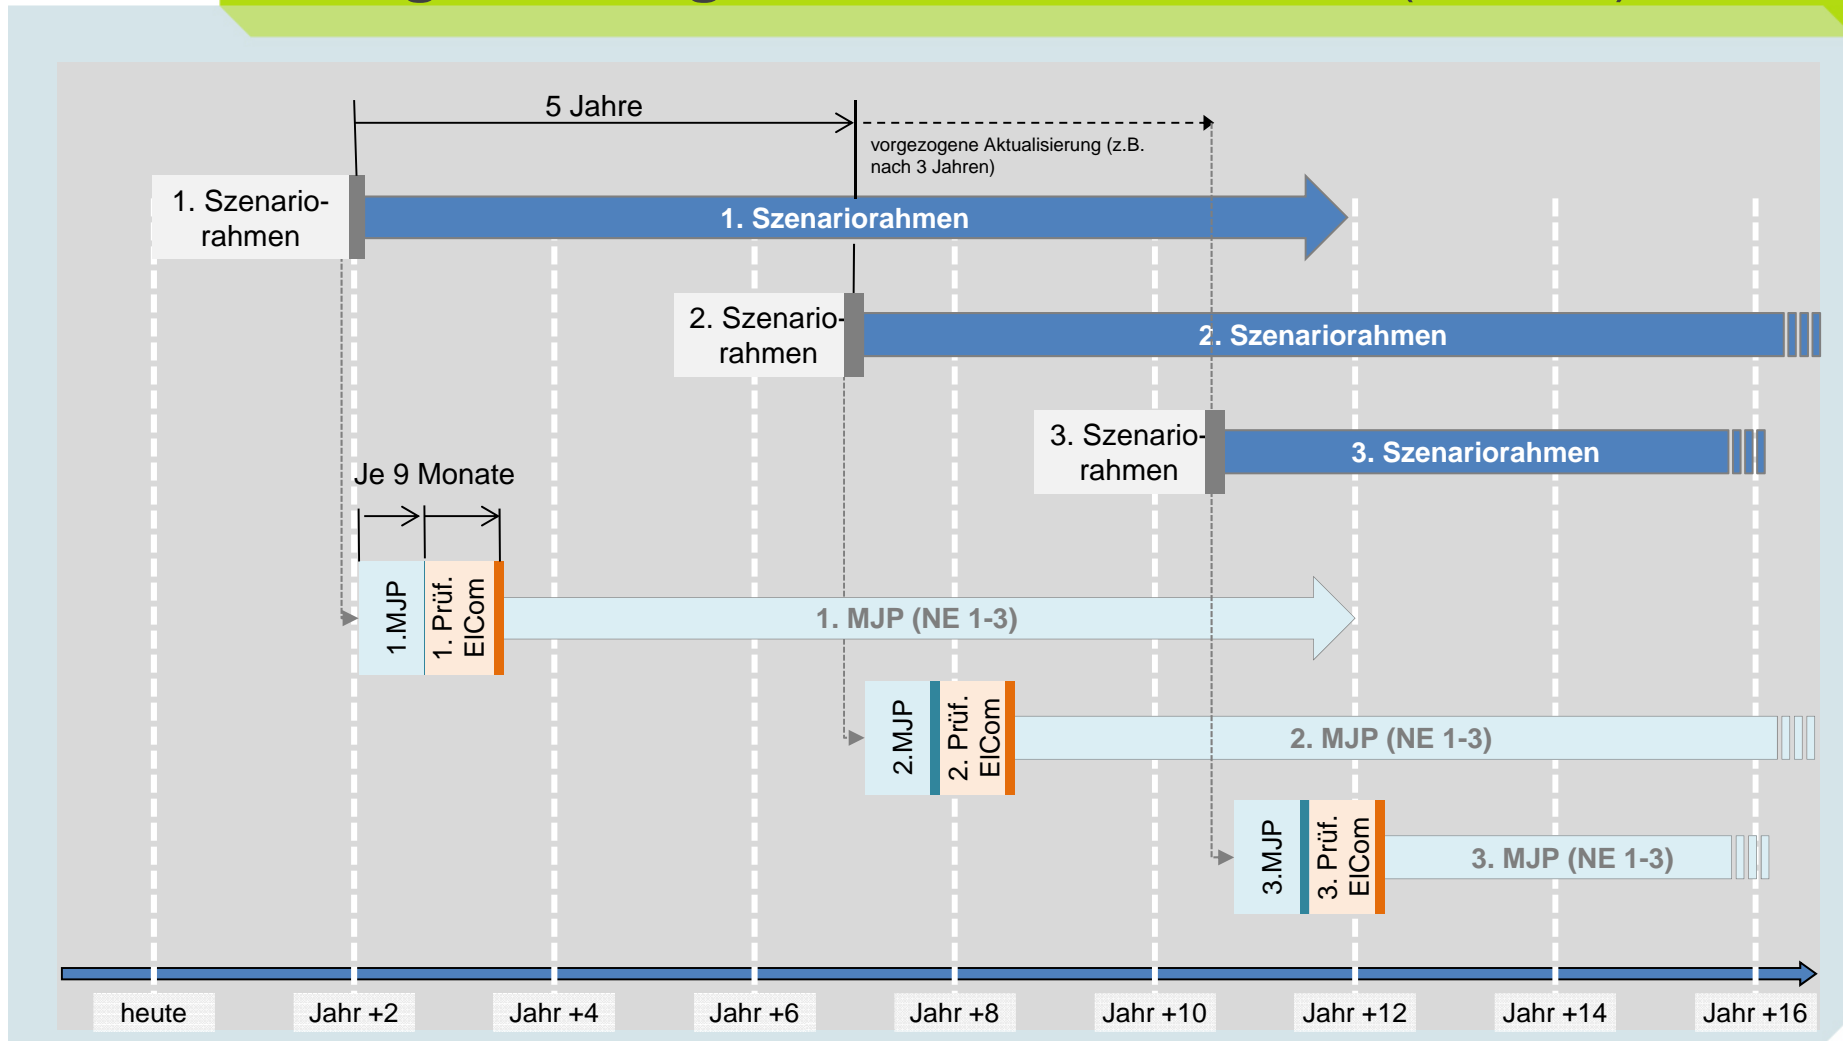 5 Jahre
vorgezogene Aktualisierung (z.B.
nach 3 Jahren)
1. Szenario-
rahmen
1. Szenariorahmen
2. Szenario-
rahmen
2. Szenariorahmen
3. Szenario-
rahmen
3. Szenariorahmen
Je 9 Monate
1.MJP
1. Prüf.
ElCom
1. MJP (NE 1-3)
2.MJP
2. Prüf.
ElCom
2. MJP (NE 1-3)
3.MJP
3. Prüf.
ElCom
3. MJP (NE 1-3)
heute
Jahr +2
Jahr +4
Jahr +6
Jahr +8
Jahr +10
Jahr +12
Jahr +14
Jahr +16